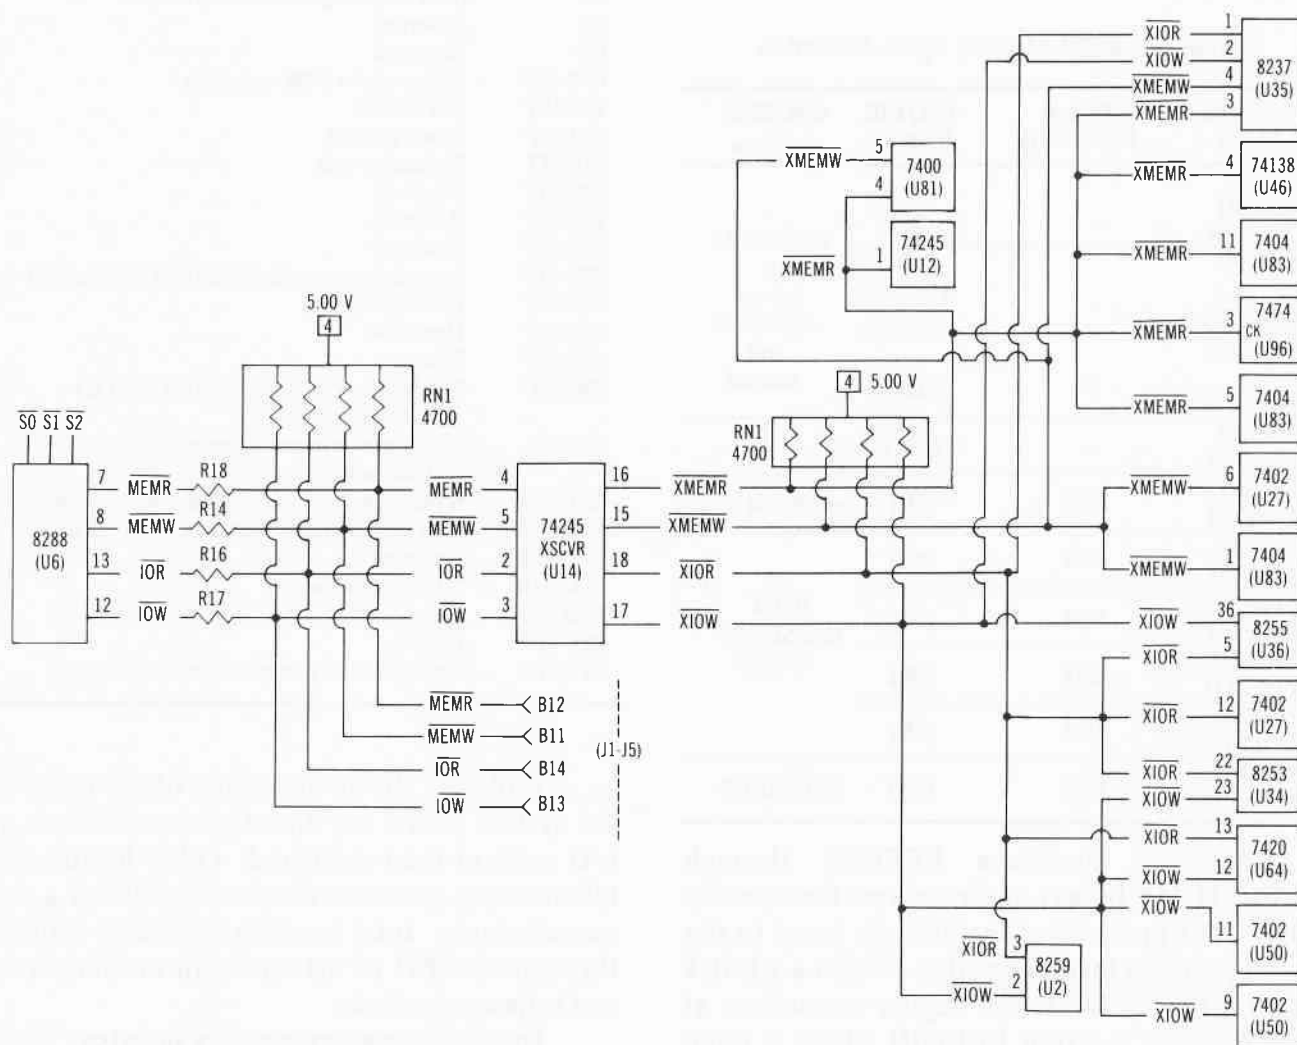 XIOR 1
XIOW 2
XMEMW 4
XMEMR 3
8237
(U35)
XMEMW 5
4
7400
(U81)
XMEMR 4
74138
(U46)
XMEMR 1
74245
(U12)
XMEMR 11
7404
(U83)
XMEMR 3
7474
CK
(U96)
5.00 V
4
RN1
4700
4 5.00 V
RN1
4700
XMEMR 5
7404
(U83)
S0 S1 S2
8288
(U6)
7 MEMR R18 MEMR 4
8 MEMW R14 MEMW 5
13 IOR R16 IOR 2
12 IOW R17 IOW 3
74245
XSCVR
(U14)
16 XMEMR
15 XMEMW
18 XIOR
17 XIOW
XMEMW 6
7402
(U27)
XMEMW 1
7404
(U83)
XIOW 36
XIOR 5
8255
(U36)
MEMR B12
MEMW B11
IOR B14
IOW B13
(J1-J5)
XIOR 12
7402
(U27)
XIOR 22
XIOW 23
8253
(U34)
XIOR 13
XIOW 12
7420
(U64)
XIOW 11
7402
(U50)
XIOR 3
XIOW 2
8259
(U2)
XIOW 9
7402
(U50)